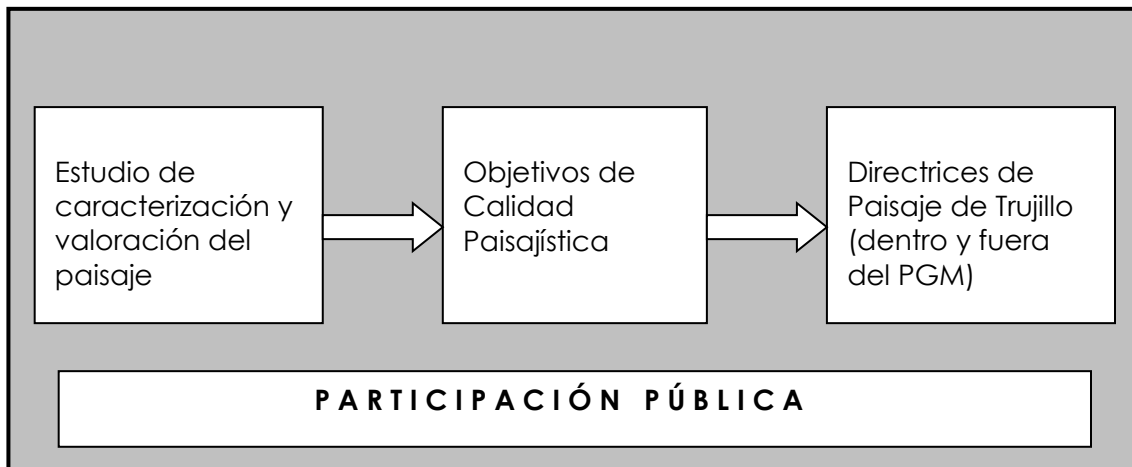 Estudio de
caracterización y
valoración del
paisaje
Objetivos de
Calidad
Paisajística
Directrices de
Paisaje de Trujillo
(dentro y fuera
del PGM)
PARTICIPACIÓN PÚBLICA